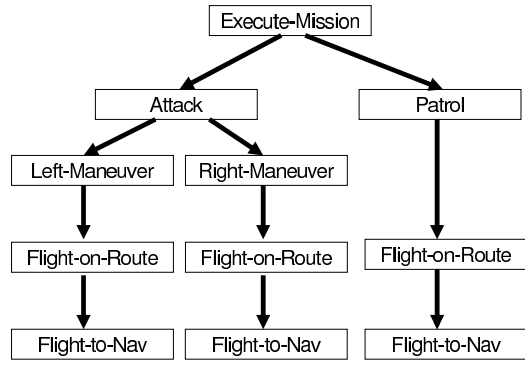 Execute-Mission
Attack
Patrol
Left-Maneuver
Right-Maneuver
Flight-on-Route
Flight-on-Route
Flight-on-Route
Flight-to-Nav
Flight-to-Nav
Flight-to-Nav